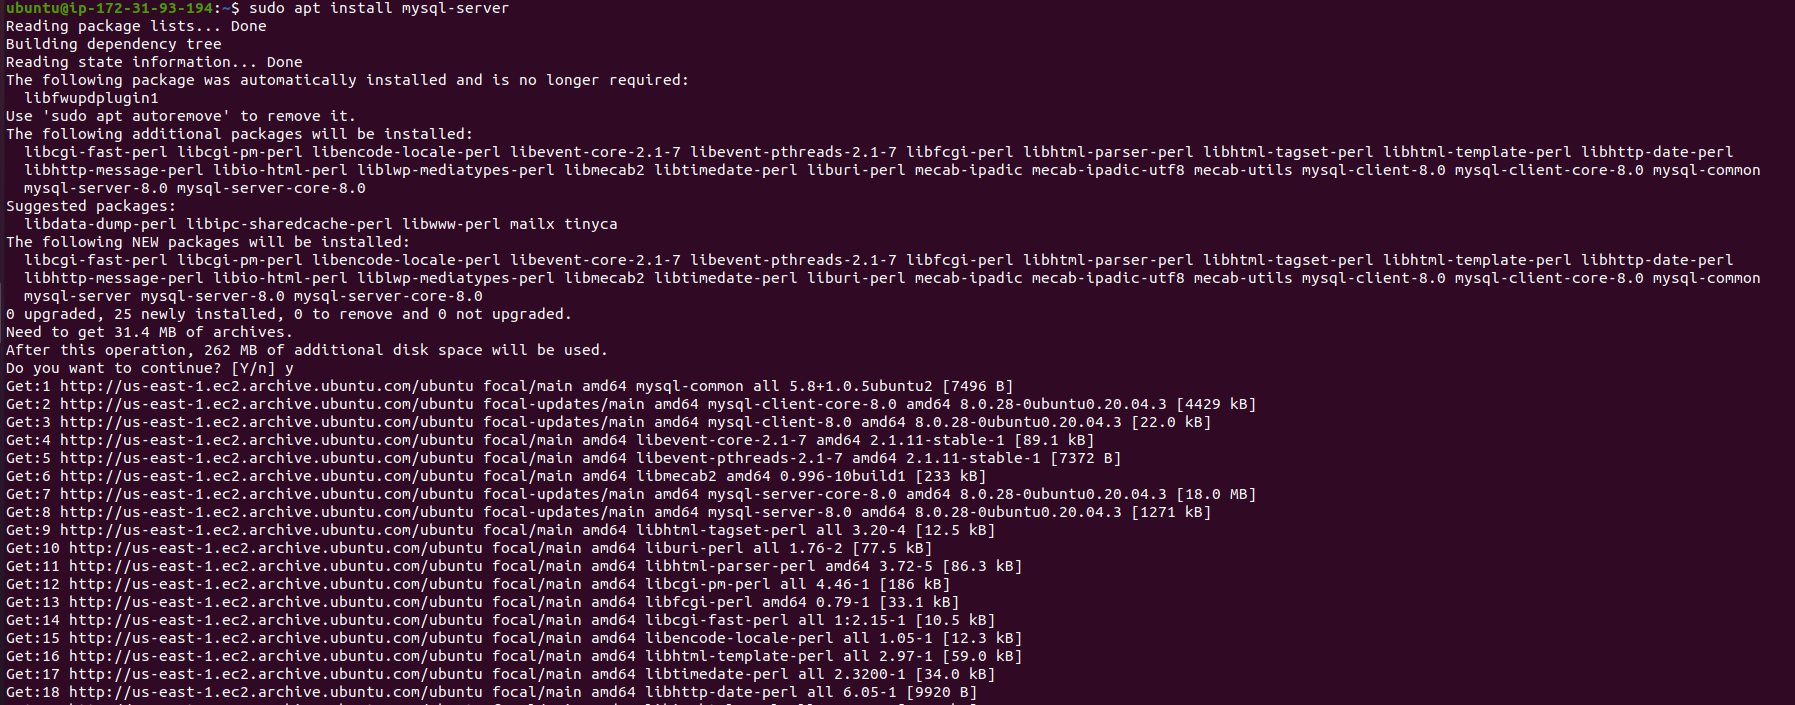 ubuntu@ip-172-31-93-194:~$ sudo apt install mysql-server
Reading package lists... Done
Building dependency tree
Reading state information... Done
The following package was automatically installed and is no longer required:
  libfwupdplugin1
Use 'sudo apt autoremove' to remove it.
The following additional packages will be installed:
  libcgi-fast-perl libcgi-pm-perl libencode-locale-perl libevent-core-2.1-7 libevent-pthreads-2.1-7 libfcgi-perl libhtml-parser-perl libhtml-tagset-perl libhtml-template-perl libhttp-date-perl
  libhttp-message-perl libio-html-perl liblwp-mediatypes-perl libmecab2 libtimedate-perl liburi-perl mecab-ipadic mecab-ipadic-utf8 mecab-utils mysql-client-8.0 mysql-client-core-8.0 mysql-common
  mysql-server-8.0 mysql-server-core-8.0
Suggested packages:
  libdata-dump-perl libipc-sharedcache-perl libwww-perl mailx tinyca
The following NEW packages will be installed:
  libcgi-fast-perl libcgi-pm-perl libencode-locale-perl libevent-core-2.1-7 libevent-pthreads-2.1-7 libfcgi-perl libhtml-parser-perl libhtml-tagset-perl libhtml-template-perl libhttp-date-perl
  libhttp-message-perl libio-html-perl liblwp-mediatypes-perl libmecab2 libtimedate-perl liburi-perl mecab-ipadic mecab-ipadic-utf8 mecab-utils mysql-client-8.0 mysql-client-core-8.0 mysql-common
  mysql-server mysql-server-8.0 mysql-server-core-8.0
0 upgraded, 25 newly installed, 0 to remove and 0 not upgraded.
Need to get 31.4 MB of archives.
After this operation, 262 MB of additional disk space will be used.
Do you want to continue? [Y/n] y
Get:1 http://us-east-1.ec2.archive.ubuntu.com/ubuntu focal/main amd64 mysql-common all 5.8+1.0.5ubuntu2 [7496 B]
Get:2 http://us-east-1.ec2.archive.ubuntu.com/ubuntu focal-updates/main amd64 mysql-client-core-8.0 amd64 8.0.28-0ubuntu0.20.04.3 [4429 kB]
Get:3 http://us-east-1.ec2.archive.ubuntu.com/ubuntu focal-updates/main amd64 mysql-client-8.0 amd64 8.0.28-0ubuntu0.20.04.3 [22.0 kB]
Get:4 http://us-east-1.ec2.archive.ubuntu.com/ubuntu focal/main amd64 libevent-core-2.1-7 amd64 2.1.11-stable-1 [89.1 kB]
Get:5 http://us-east-1.ec2.archive.ubuntu.com/ubuntu focal/main amd64 libevent-pthreads-2.1-7 amd64 2.1.11-stable-1 [7372 B]
Get:6 http://us-east-1.ec2.archive.ubuntu.com/ubuntu focal/main amd64 libmecab2 amd64 0.996-10build1 [233 kB]
Get:7 http://us-east-1.ec2.archive.ubuntu.com/ubuntu focal-updates/main amd64 mysql-server-core-8.0 amd64 8.0.28-0ubuntu0.20.04.3 [18.0 MB]
Get:8 http://us-east-1.ec2.archive.ubuntu.com/ubuntu focal-updates/main amd64 mysql-server-8.0 amd64 8.0.28-0ubuntu0.20.04.3 [1271 kB]
Get:9 http://us-east-1.ec2.archive.ubuntu.com/ubuntu focal/main amd64 libhtml-tagset-perl all 3.20-4 [12.5 kB]
Get:10 http://us-east-1.ec2.archive.ubuntu.com/ubuntu focal/main amd64 liburi-perl all 1.76-2 [77.5 kB]
Get:11 http://us-east-1.ec2.archive.ubuntu.com/ubuntu focal/main amd64 libhtml-parser-perl amd64 3.72-5 [86.3 kB]
Get:12 http://us-east-1.ec2.archive.ubuntu.com/ubuntu focal/main amd64 libcgi-pm-perl all 4.46-1 [186 kB]
Get:13 http://us-east-1.ec2.archive.ubuntu.com/ubuntu focal/main amd64 libfcgi-perl amd64 0.79-1 [33.1 kB]
Get:14 http://us-east-1.ec2.archive.ubuntu.com/ubuntu focal/main amd64 libcgi-fast-perl all 1:2.15-1 [10.5 kB]
Get:15 http://us-east-1.ec2.archive.ubuntu.com/ubuntu focal/main amd64 libencode-locale-perl all 1.05-1 [12.3 kB]
Get:16 http://us-east-1.ec2.archive.ubuntu.com/ubuntu focal/main amd64 libhtml-template-perl all 2.97-1 [59.0 kB]
Get:17 http://us-east-1.ec2.archive.ubuntu.com/ubuntu focal/main amd64 libtimedate-perl all 2.3200-1 [34.0 kB]
Get:18 http://us-east-1.ec2.archive.ubuntu.com/ubuntu focal/main amd64 libhttp-date-perl all 6.05-1 [9920 B]